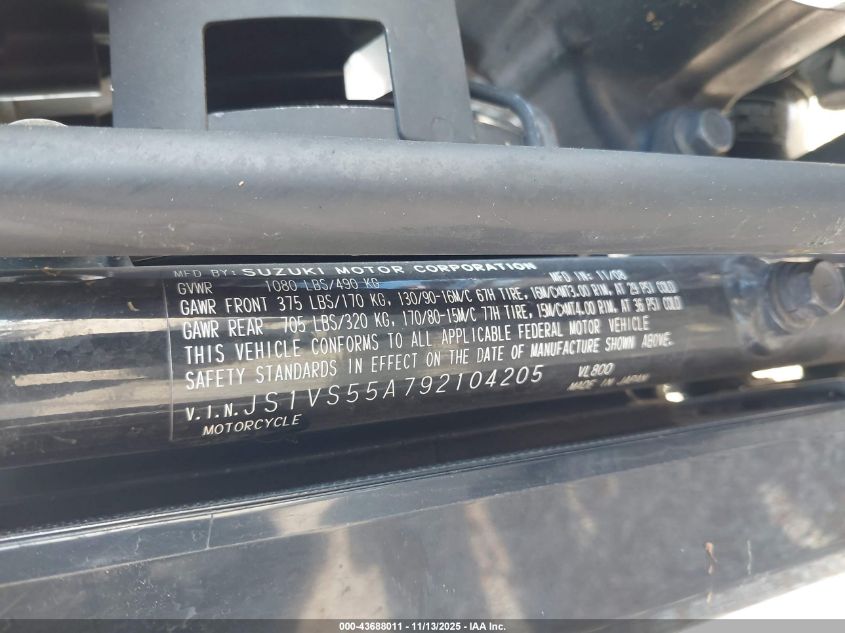 MFD BY: SUZUKI MOTOR CORPORATION MFD IN: 11/08
GVWR 1080 LBS/490 KG
GAWR FRONT 375 LBS/170 KG, 130/90-16M/C 67H TIRE, 16M/CxMT3.00 RIM, AT 29 PSI COLD
GAWR REAR 705 LBS/320 KG, 170/80-15M/C 77H TIRE, 15M/CxMT4.00 RIM, AT 36 PSI COLD
THIS VEHICLE CONFORMS TO ALL APPLICABLE FEDERAL MOTOR VEHICLE
SAFETY STANDARDS IN EFFECT ON THE DATE OF MANUFACTURE SHOWN ABOVE.
V.I.N. JS1VS55A792104205 VL800
MOTORCYCLE MADE IN JAPAN
000-43688011 - 11/13/2025 - IAA Inc.